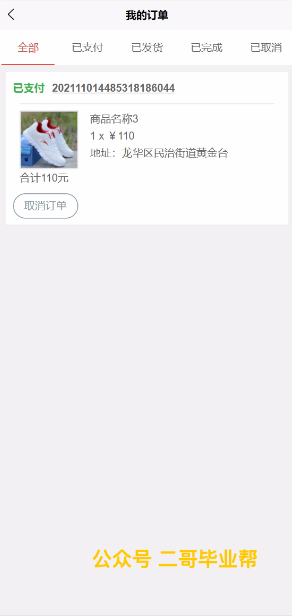 我的订单
全部 已支付 已发货 已完成 已取消
已支付 202111014485318186044
商品名称3
1 x ￥110
地址：龙华区民治街道黄金台
合计110元
取消订单
公众号 二哥毕业帮